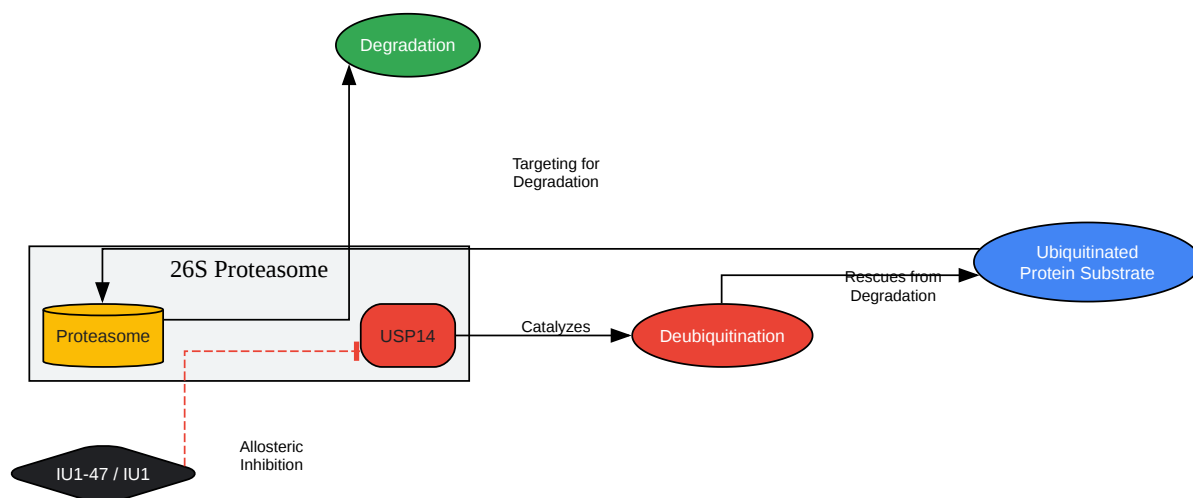 Degradation
Targeting for
Degradation
Ubiquitinated
Protein Substrate
26S Proteasome
Rescues from
Degradation
Proteasome
USP14
Catalyzes
Deubiquitination
Allosteric
Inhibition
IU1-47 / IU1